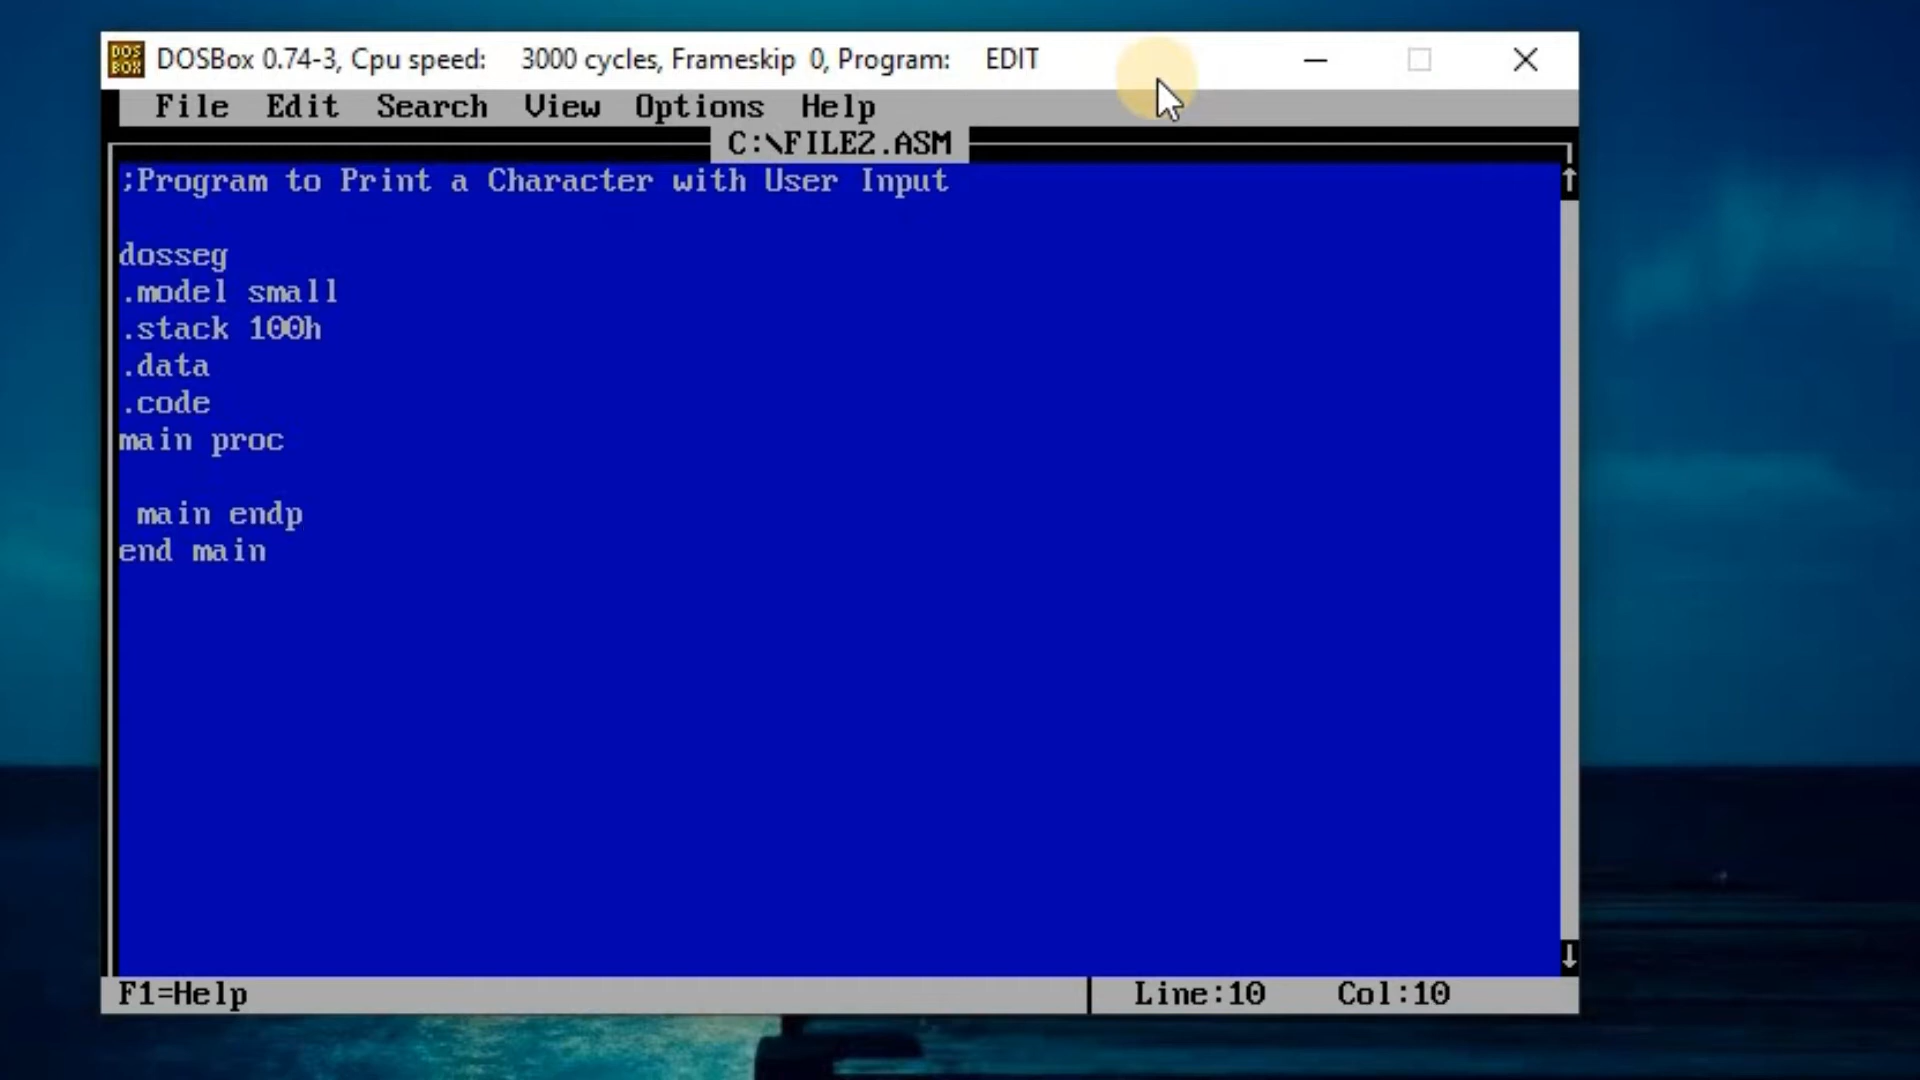 DOS BOX DOSBox 0.74-3, Cpu speed: 3000 cycles, Frameskip 0, Program: EDIT
File Edit Search View Options Help
C:\FILE2.ASM
;Program to Print a Character with User Input
dosseg
.model small
.stack 100h
.data
.code
main proc
main endp
end main
F1=Help Line:10 Col:10